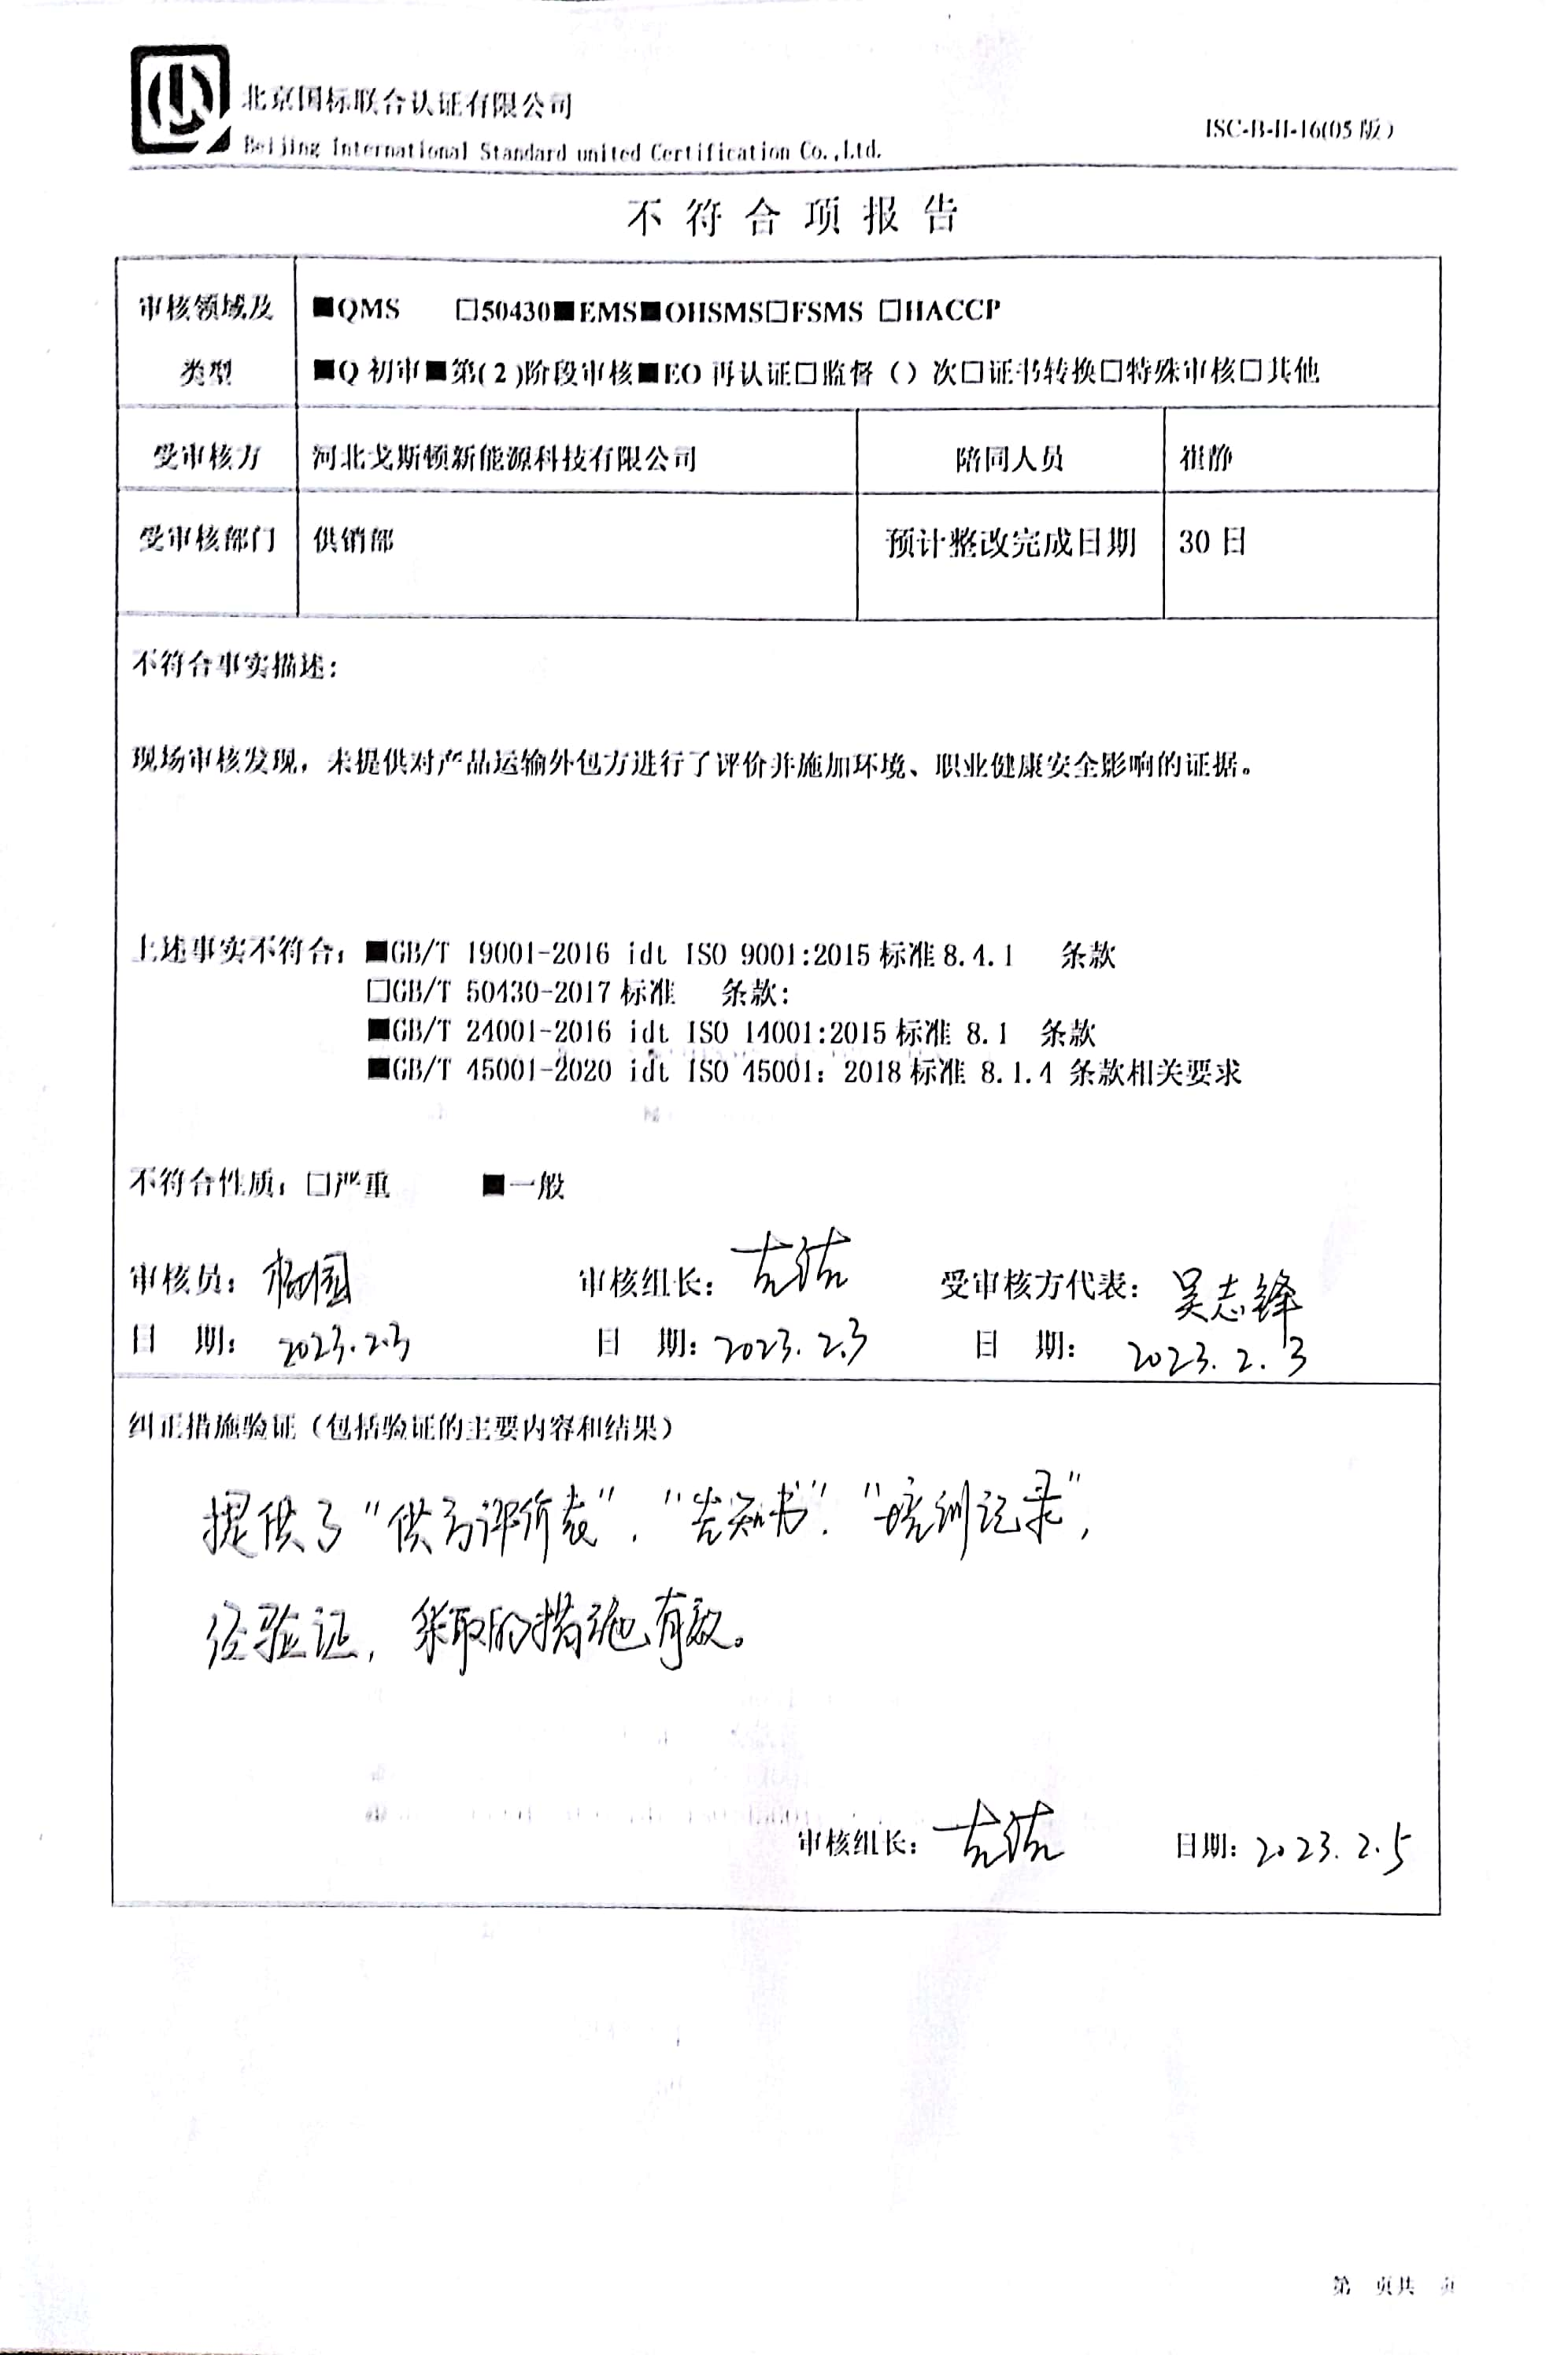 北京国标联合认证有限公司
Beijing International Standard united Certification Co.,Ltd.
ISC-B-II-16(05版)
不符合项报告
审核领域及类型
■QMS □50430■EMS■OHSMS□FSMS □HACCP
■Q 初审■第(2)阶段审核■EO 再认证□监督（）次□证书转换□特殊审核□其他
受审核方 河北戈斯顿新能源科技有限公司 陪同人员 崔静
受审核部门 供销部 预计整改完成日期 30日
不符合事实描述：
现场审核发现，未提供对产品运输外包方进行了评价并施加环境、职业健康安全影响的证据。
上述事实不符合：■GB/T 19001-2016 idt ISO 9001:2015标准8.4.1 条款
□GB/T 50430-2017标准 条款：
■GB/T 24001-2016 idt ISO 14001:2015标准 8.1 条款
■GB/T 45001-2020 idt ISO 45001：2018标准 8.1.4 条款相关要求
不符合性质：□严重 ■一般
审核员： 审核组长： 受审核方代表：吴志锋
日 期：2023.2.3 日 期：2023.2.3 日 期：2023.2.3
纠正措施验证（包括验证的主要内容和结果）
提供了“供方评价表”，“告知书”，“培训记录”，
经验证，采取的措施有效。
审核组长： 日期：2023.2.5
第 页共 页